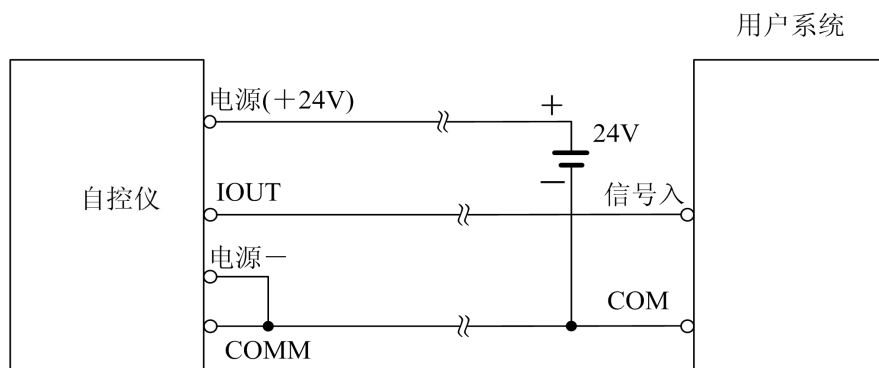 用户系统
电源(+24V)
+
24V
自控仪
IOUT
−
信号入
电源−
COM
COMM